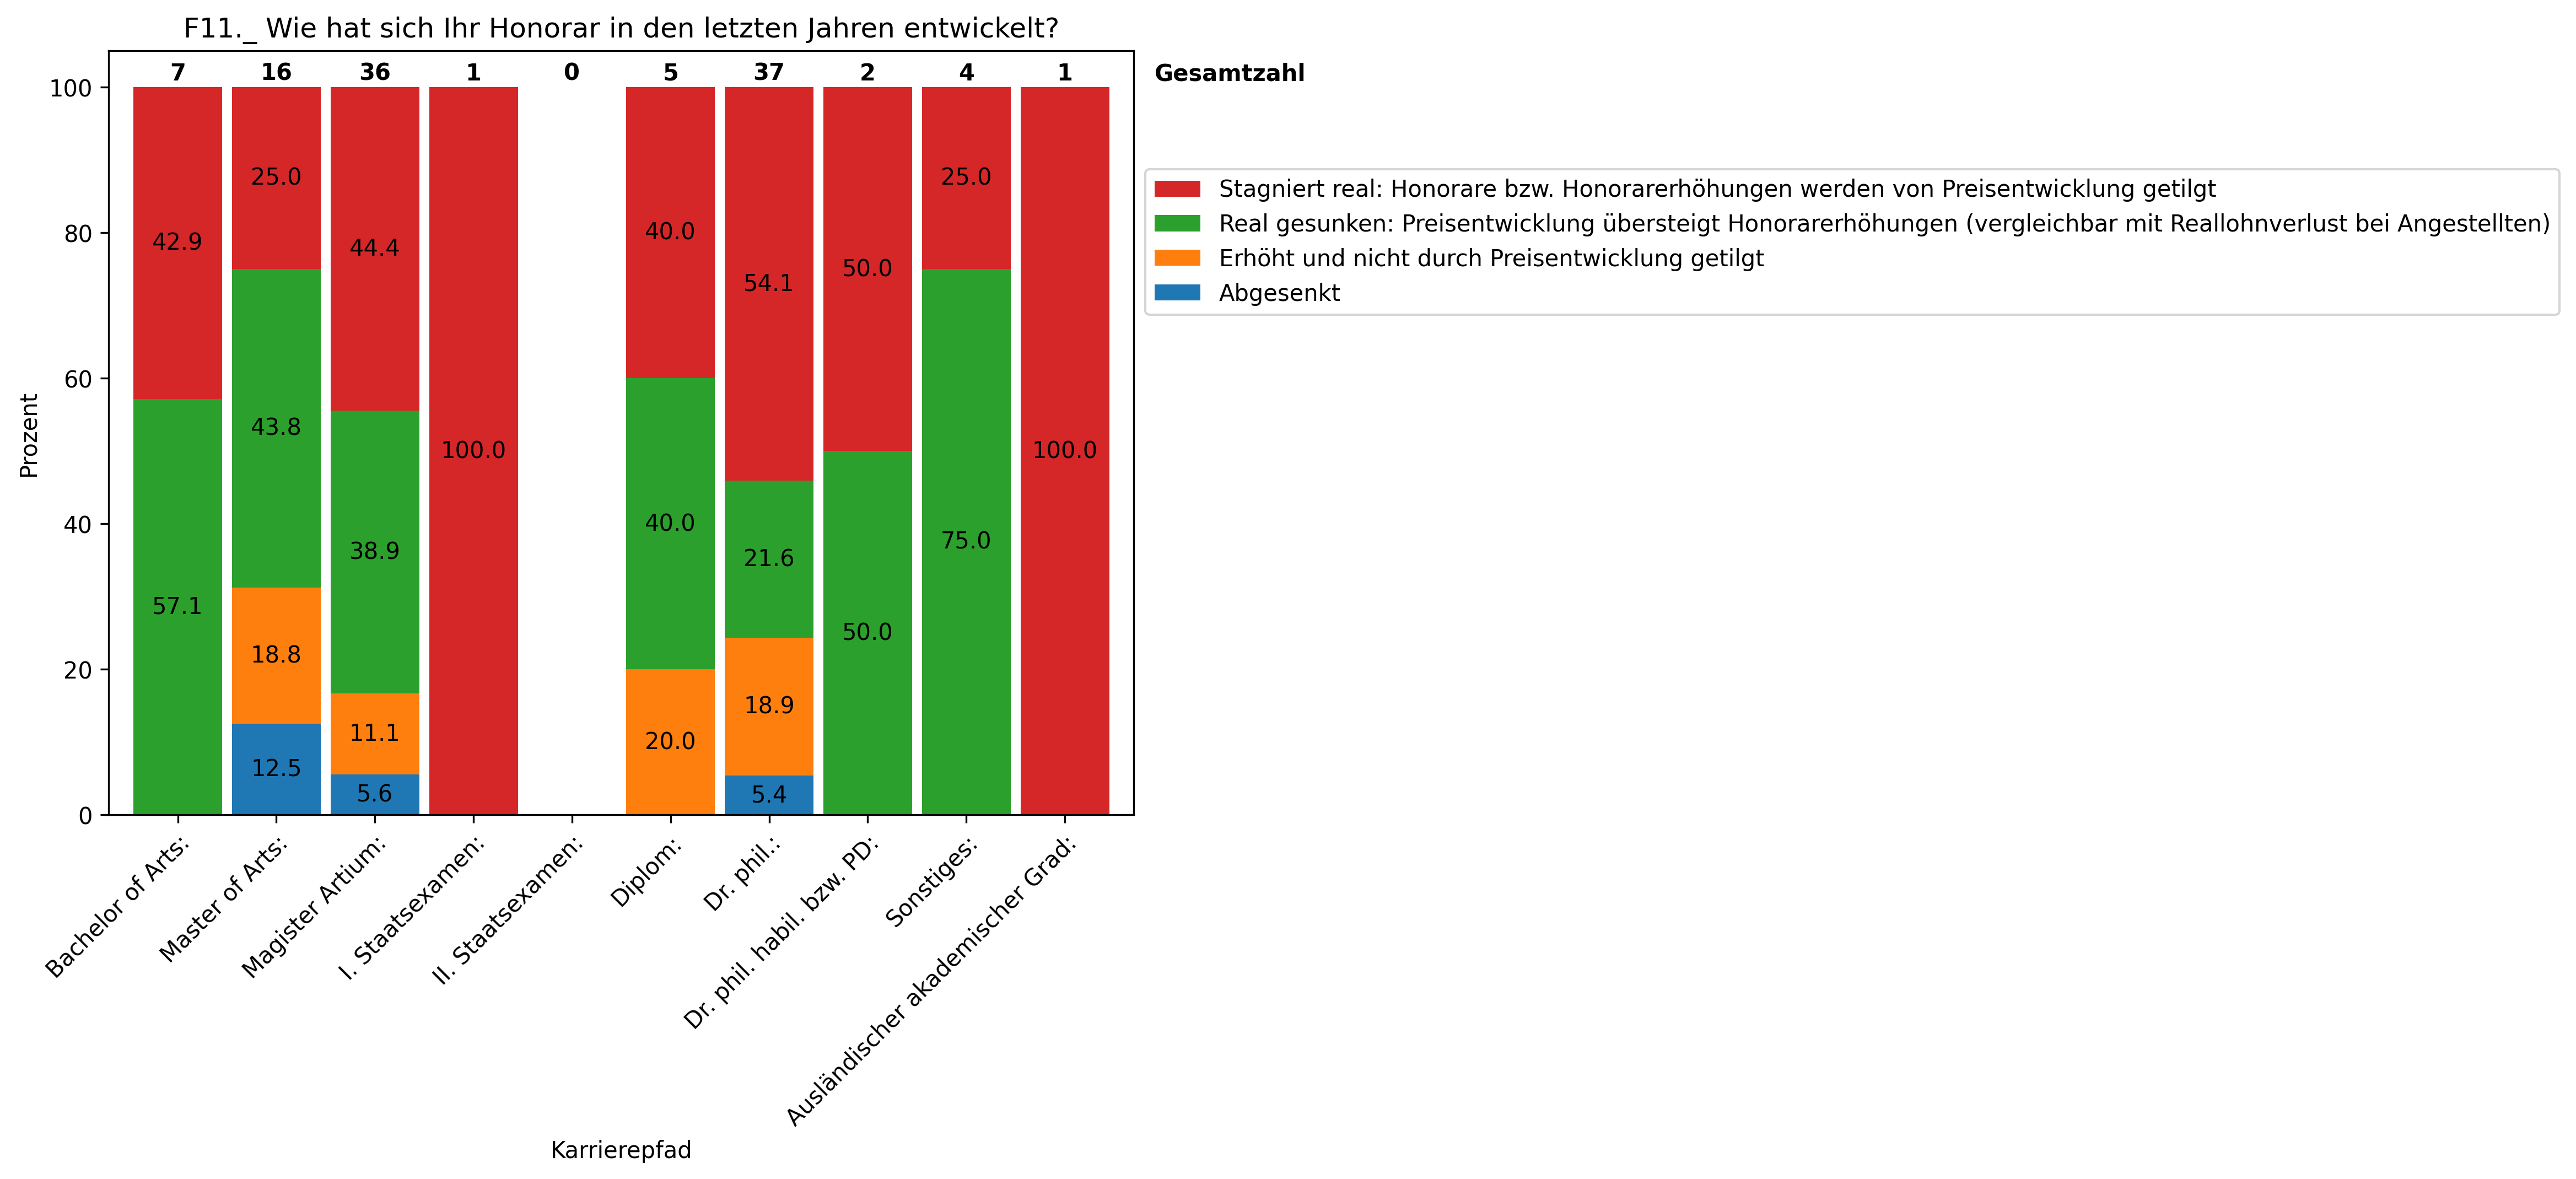 F11._ Wie hat sich Ihr Honorar in den letzten Jahren entwickelt?
7 16 36 1 0 5 37 2 4 1 Gesamtzahl
100
80
60
40
20
0
Prozent
42.9
57.1
25.0
43.8
18.8
12.5
44.4
38.9
11.1
5.6
100.0
40.0
40.0
20.0
54.1
21.6
18.9
5.4
50.0
50.0
25.0
75.0
100.0
Stagniert real: Honorare bzw. Honorarerhöhungen werden von Preisentwicklung getilgt
Real gesunken: Preisentwicklung übersteigt Honorarerhöhungen (vergleichbar mit Reallohnverlust bei Angestellten)
Erhöht und nicht durch Preisentwicklung getilgt
Abgesenkt
Bachelor of Arts:
Master of Arts:
Magister Artium:
I. Staatsexamen:
II. Staatsexamen:
Diplom:
Dr. phil.:
Dr. phil. habil. bzw. PD:
Sonstiges:
Ausländischer akademischer Grad:
Karrierepfad